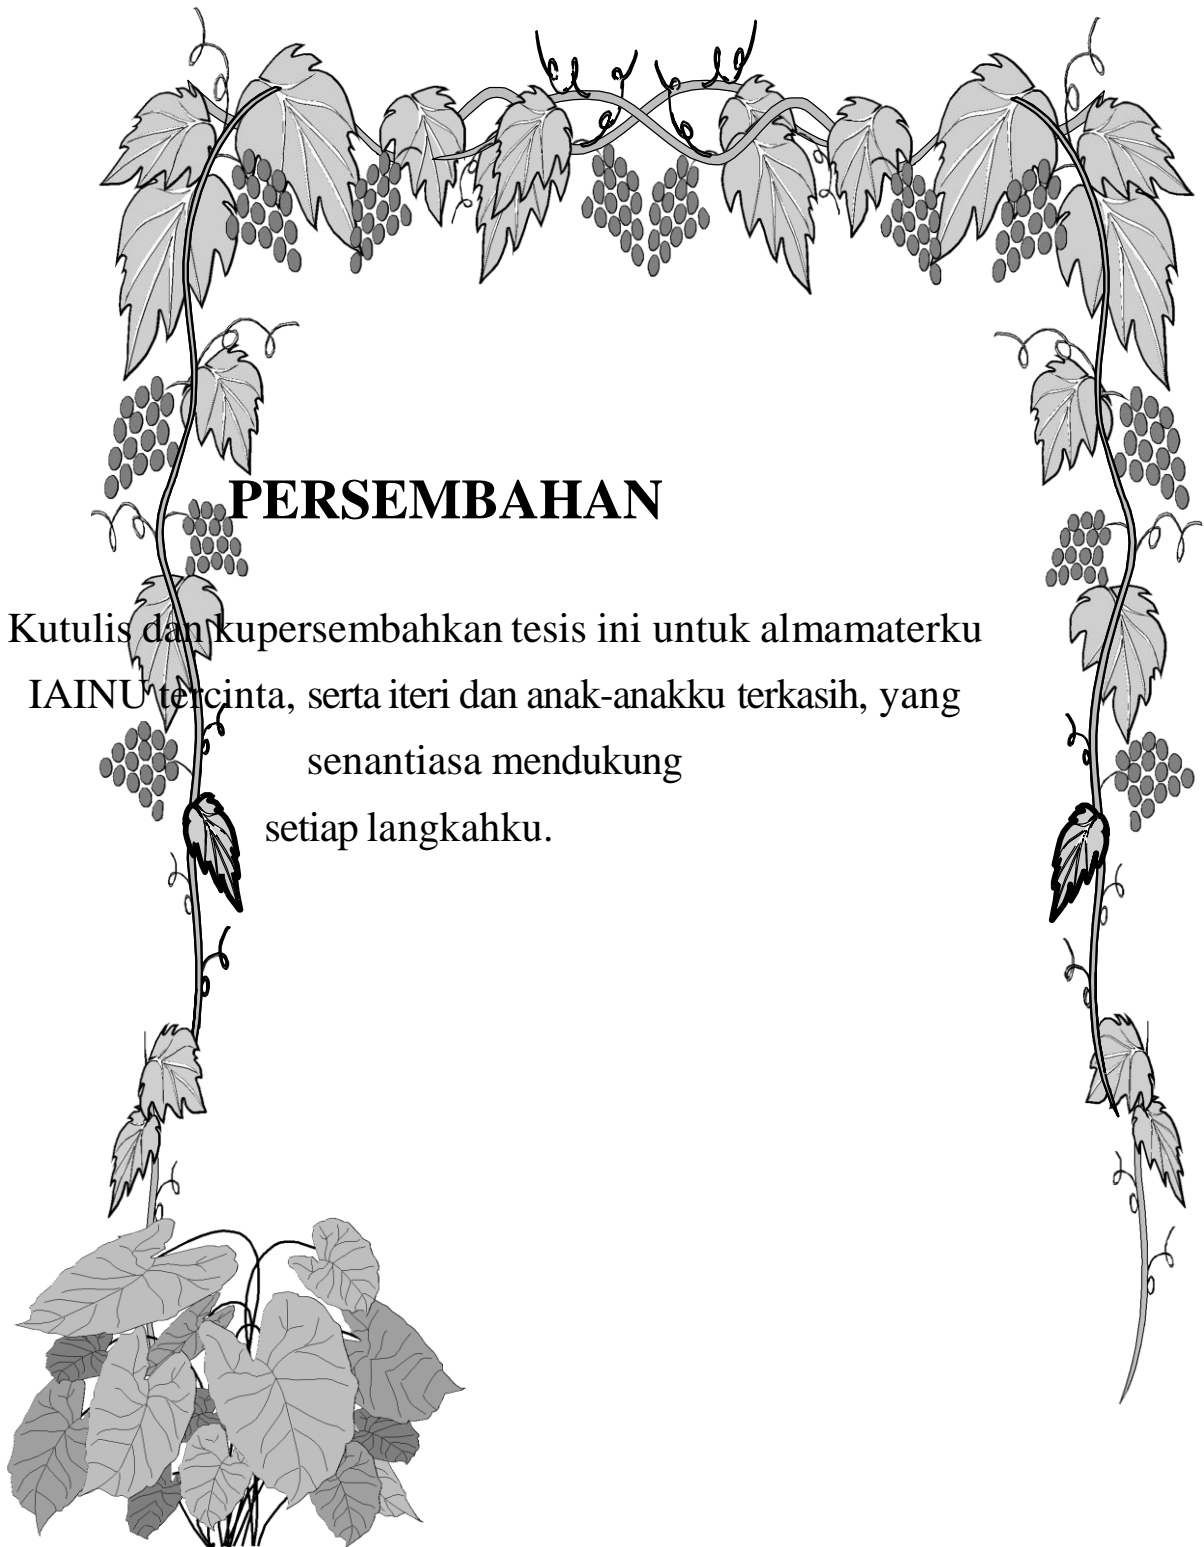 PERSEMBAHAN
Kutulis dan kupersembahkan tesis ini untuk almamaterku
IAINU tercinta, serta iteri dan anak-anakku terkasih, yang
senantiasa mendukung
setiap langkahku.